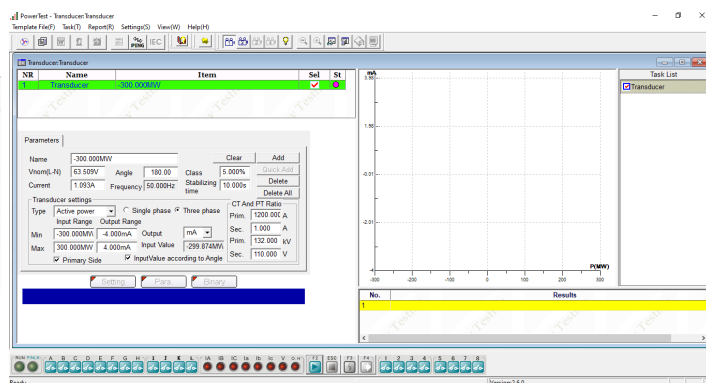 PowerTest - Transducer:Transducer
Template File(F) Task(T) Report(R) Settings(S) View(W) Help(H)
PING IEC
Transducer:Transducer
NR Name Item Sel St
1 Transducer -300.000MW
Parameters
Name -300.000MW Clear Add
Vnom(L-N) 63.509V Angle 180.00 Class 5.000% Quick Add
Current 1.093A Frequency 50.000Hz Stabilizing time 10.000s Delete
Delete All
Transducer settings
Type Active power Single phase Three phase
Input Range Output Range
Min -300.000MW -4.000mA Output mA
Max 300.000MW 4.000mA Input Value -299.874MW
Primary Side InputValue according to Angle
CT And PT Ratio
Prim. 1200.000 A
Sec. 1.000 A
Prim. 132.000 kV
Sec. 110.000 V
Setting Para. Binary
mA
3.98
1.98
-0.01
-2.01
-4
-300 -200 -100 0 100 200 300
P(MW)
Task List
Transducer
No. Results
1
RUN A B C D E F G H I J K L IA IB IC Ia Ib Ic V O.H F2 ESC F3 F4 1 2 3 4 5 6 7 8
Ready Version:2.6.0